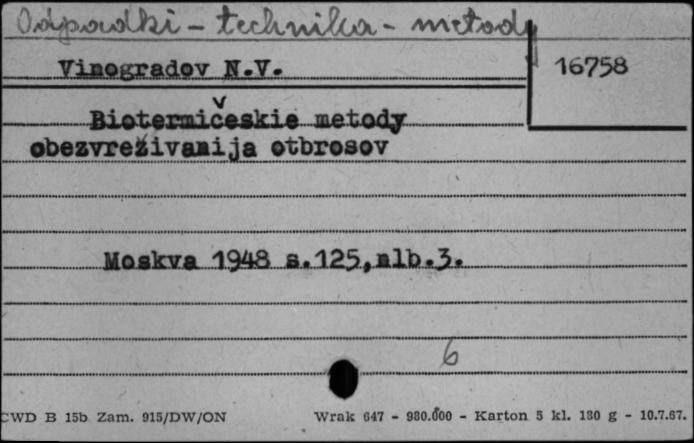 Odpadki - technika - metody
Vinogradov N.V.
16758
Biotermičeskie metody
obezvreživanija otbrosov
Moskva 1948 s.125,nlb.3.
6
CWD B 15b Zam. 915/DW/ON Wrak 647 - 980.000 - Karton 5 kl. 180 g - 10.7.67.